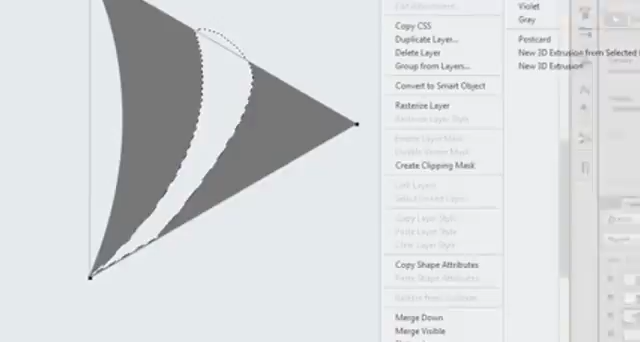 Edit Adjustment...
Copy CSS
Duplicate Layer...
Delete Layer
Group from Layers...
Convert to Smart Object
Rasterize Layer
Rasterize Layer Style
Enable Layer Mask
Disable Vector Mask
Create Clipping Mask
Link Layers
Select Linked Layers
Copy Layer Style
Paste Layer Style
Clear Layer Style
Copy Shape Attributes
Paste Shape Attributes
Merge Down
Merge Visible
Violet
Gray
Postcard
New 3D Extrusion from Selected
New 3D Extrusion